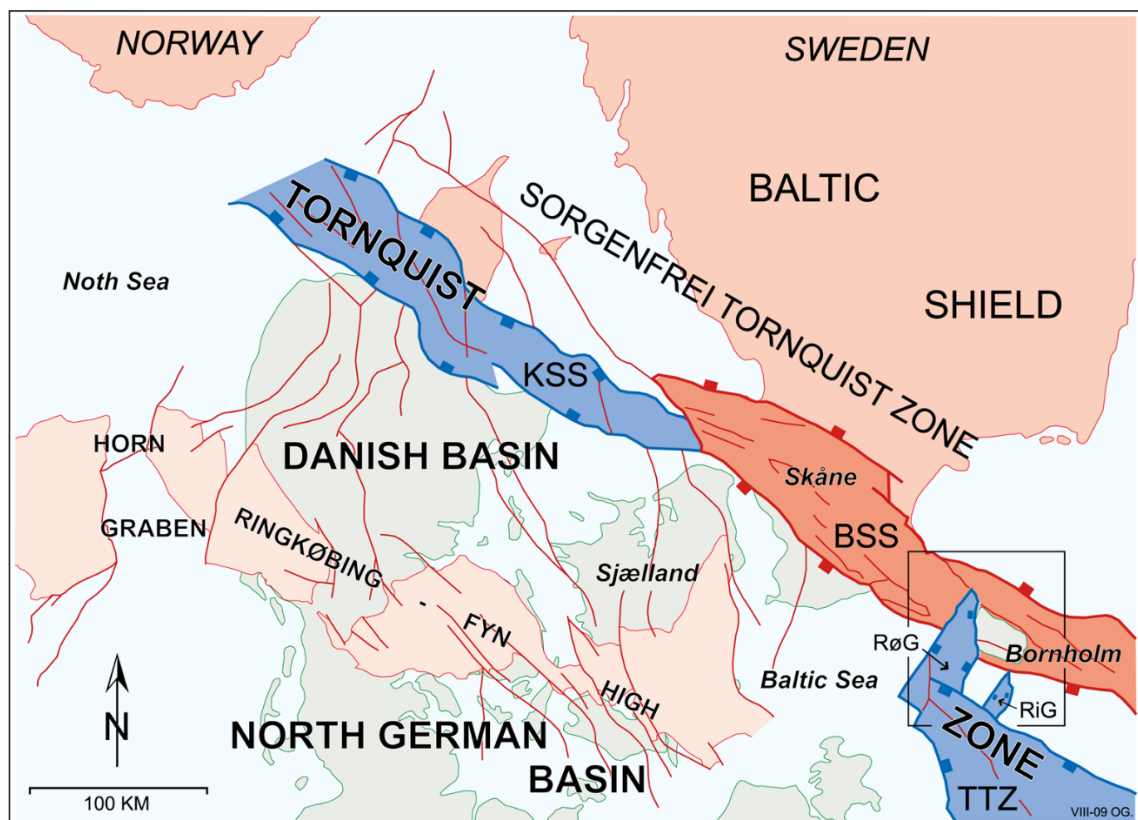 NORWAY
SWEDEN
BALTIC
SHIELD
TORNQUIST
SORGENFREI TORNQUIST ZONE
Noth Sea
KSS
HORN
GRABEN
DANISH BASIN
Skåne
BSS
RINGKØBING
-
FYN
HIGH
Sjælland
RøG
Bornholm
Baltic Sea
RiG
NORTH GERMAN
BASIN
ZONE
TTZ
N
100 KM
VIII-09 OG.